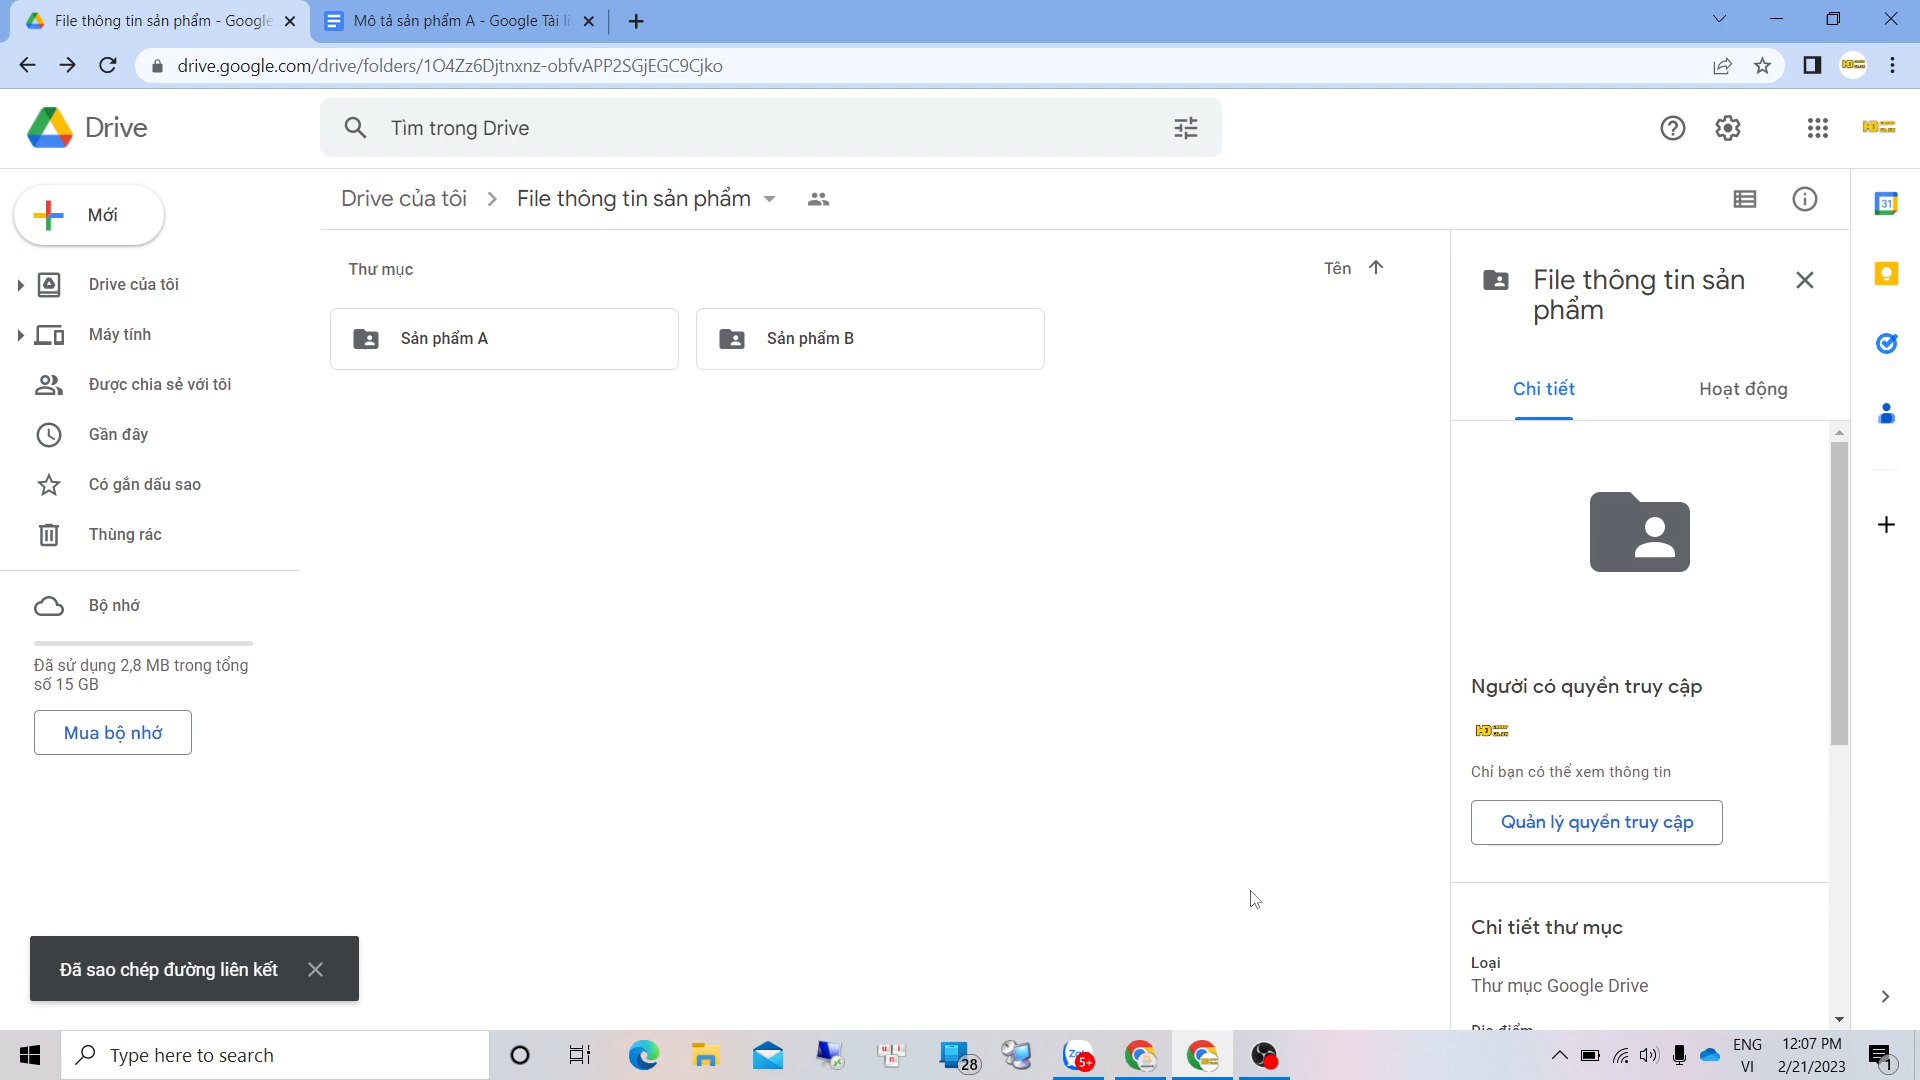 File thông tin sản phẩm - Google
Mô tả sản phẩm A - Google Tài li
drive.google.com/drive/folders/1O4Zz6Djtnxnz-obfvAPP2SGjEGC9Cjko
Drive
Tìm trong Drive
Mới
Drive của tôi
Máy tính
Được chia sẻ với tôi
Gần đây
Có gắn dấu sao
Thùng rác
Bộ nhớ
Đã sử dụng 2,8 MB trong tổng
số 15 GB
Mua bộ nhớ
Drive của tôi
File thông tin sản phẩm
Thư mục
Tên
Sản phẩm A
Sản phẩm B
File thông tin sản
phẩm
Chi tiết
Hoạt động
Người có quyền truy cập
Chỉ bạn có thể xem thông tin
Quản lý quyền truy cập
Chi tiết thư mục
Loại
Thư mục Google Drive
31
Đã sao chép đường liên kết
Type here to search
28
5+
ENG
VI
12:07 PM
2/21/2023
1